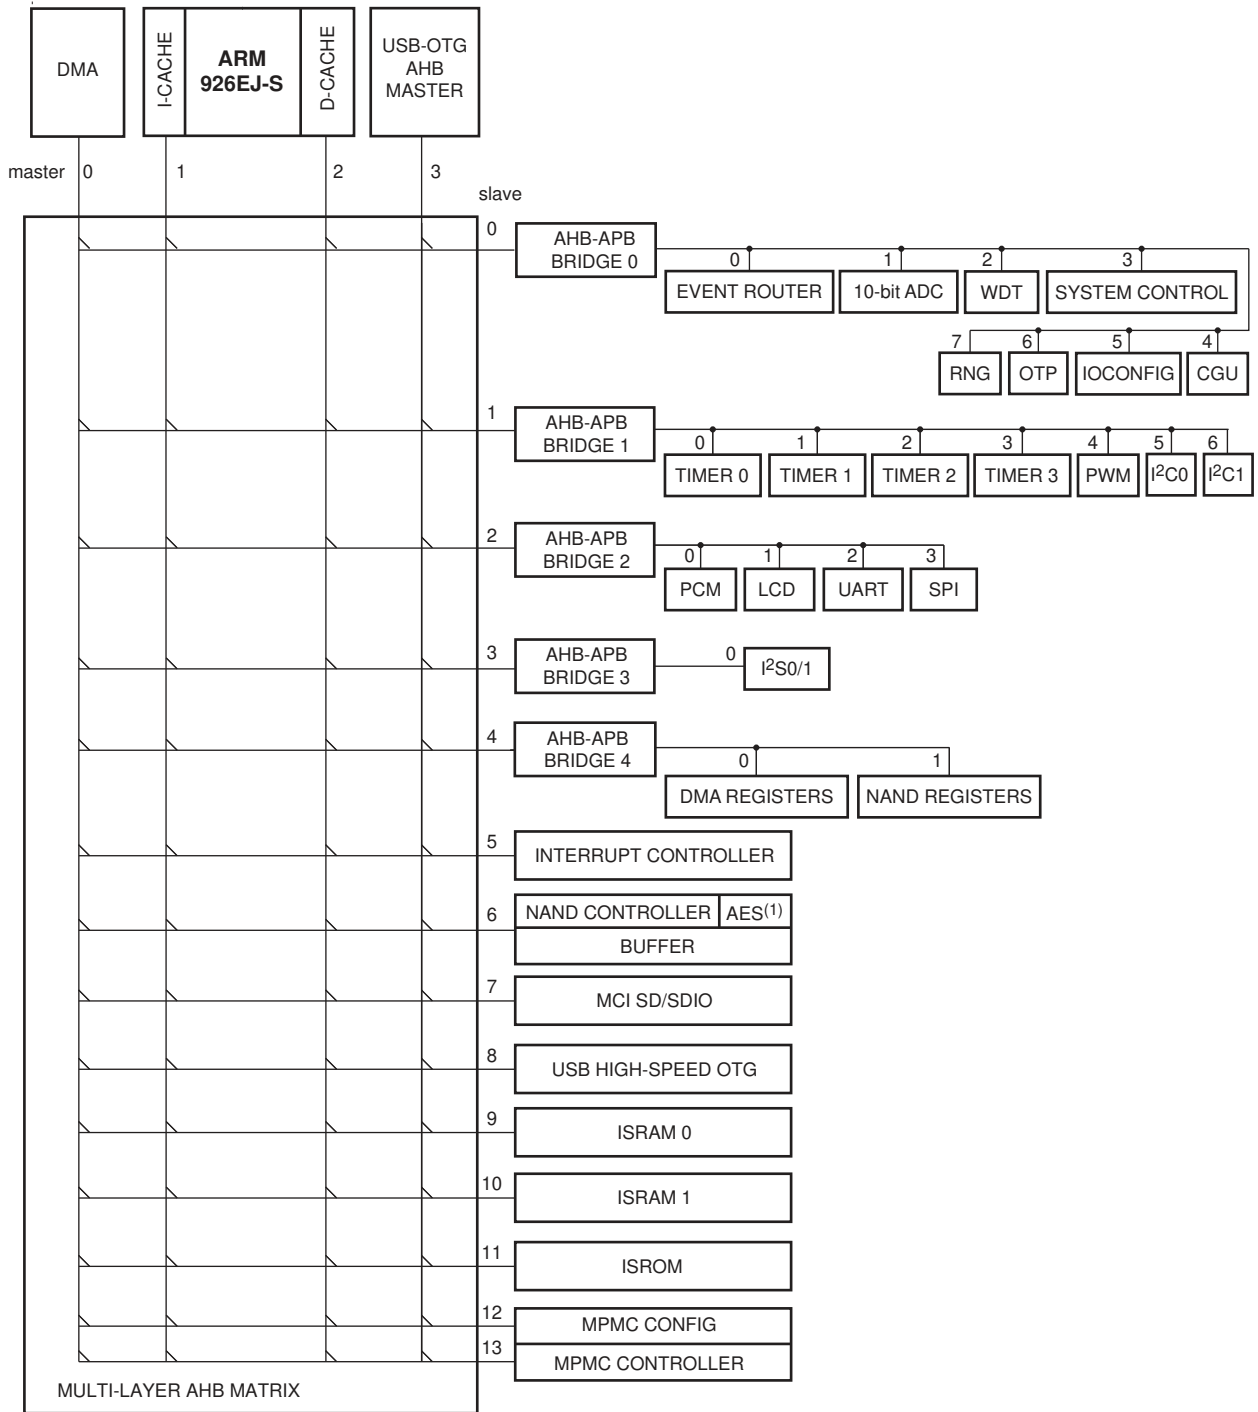 DMA
I-CACHE
ARM
926EJ-S
D-CACHE
USB-OTG
AHB
MASTER
master 0 1 2 3
slave
0
AHB-APB
BRIDGE 0
0 1 2 3
EVENT ROUTER 10-bit ADC WDT SYSTEM CONTROL
7 6 5 4
RNG OTP IOCONFIG CGU
1
AHB-APB
BRIDGE 1
0 1 2 3 4 5 6
TIMER 0 TIMER 1 TIMER 2 TIMER 3 PWM I²C0 I²C1
2
AHB-APB
BRIDGE 2
0 1 2 3
PCM LCD UART SPI
3
AHB-APB
BRIDGE 3
0
I²S0/1
4
AHB-APB
BRIDGE 4
0 1
DMA REGISTERS NAND REGISTERS
5
INTERRUPT CONTROLLER
6
NAND CONTROLLER AES(1)
BUFFER
7
MCI SD/SDIO
8
USB HIGH-SPEED OTG
9
ISRAM 0
10
ISRAM 1
11
ISROM
12
MPMC CONFIG
13
MPMC CONTROLLER
MULTI-LAYER AHB MATRIX